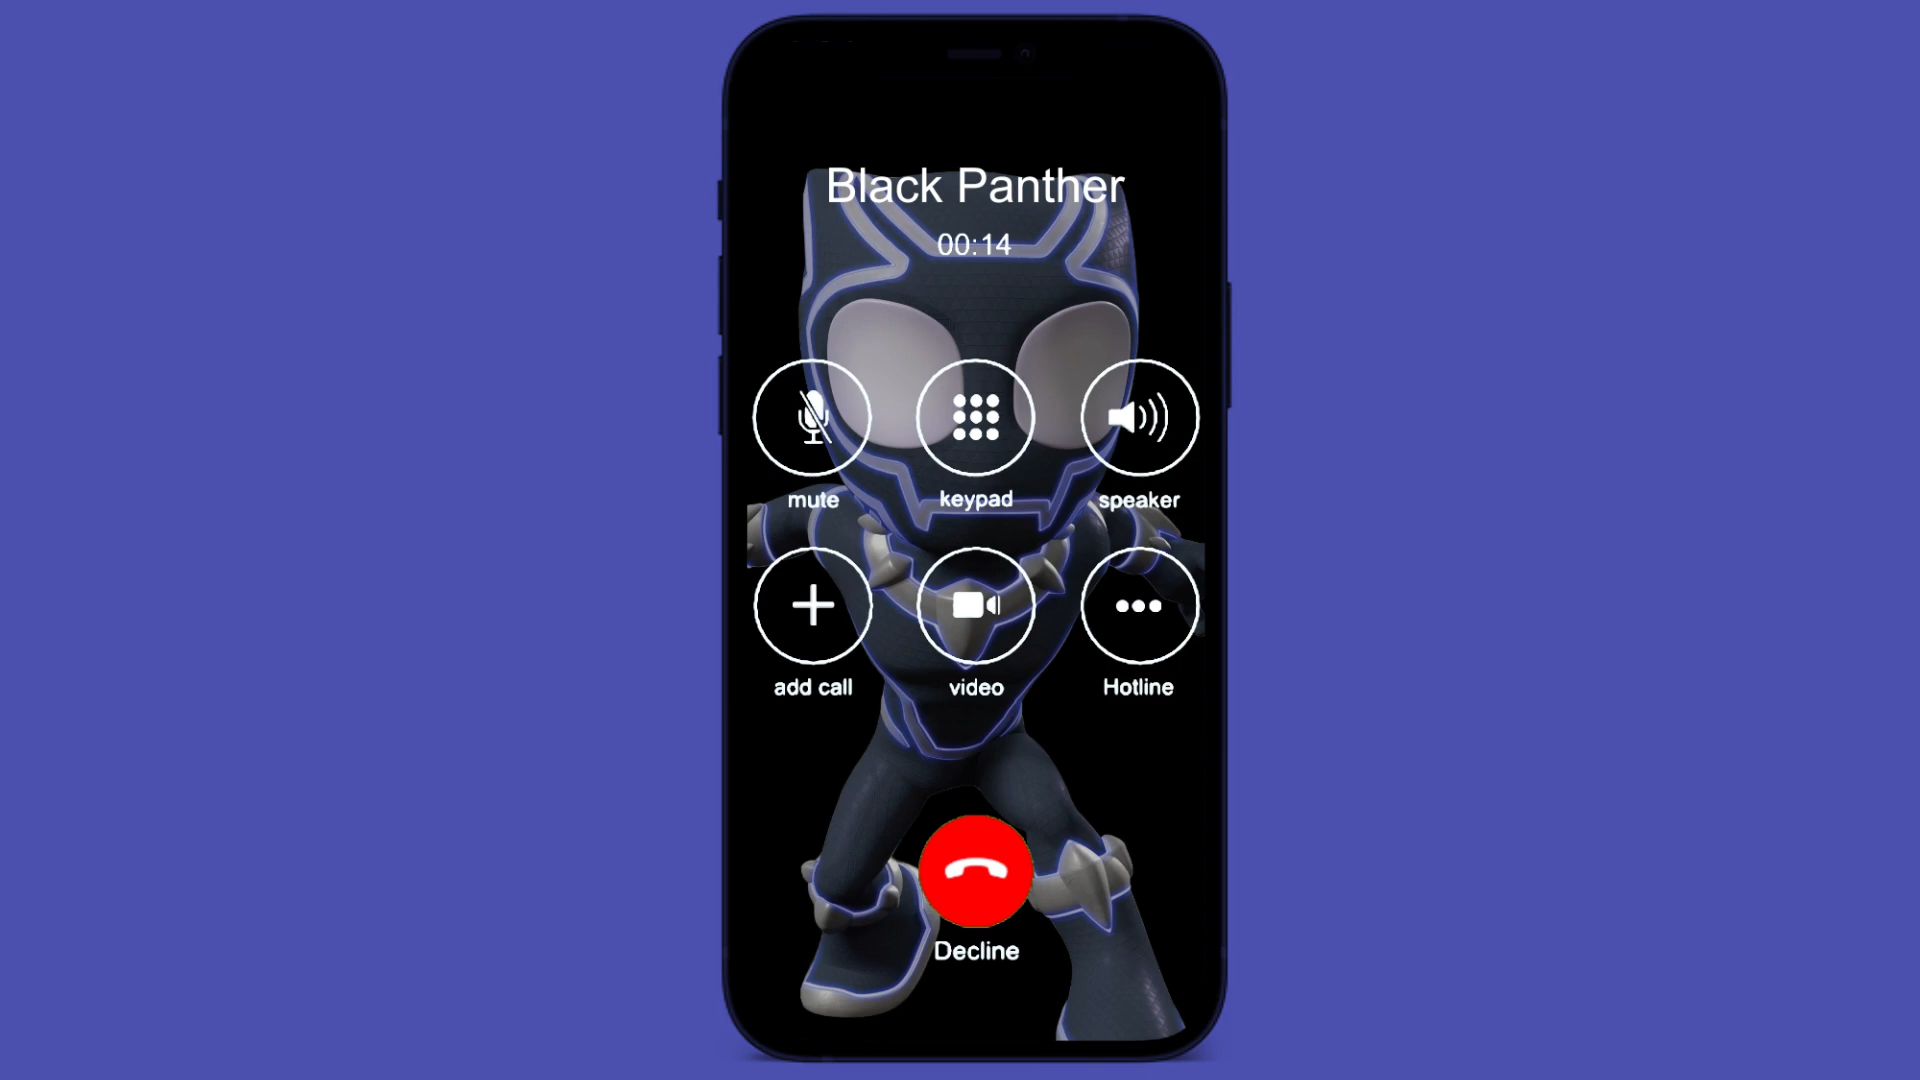 Black Panther
00:14
mute keypad speaker
add call video Hotline
Decline